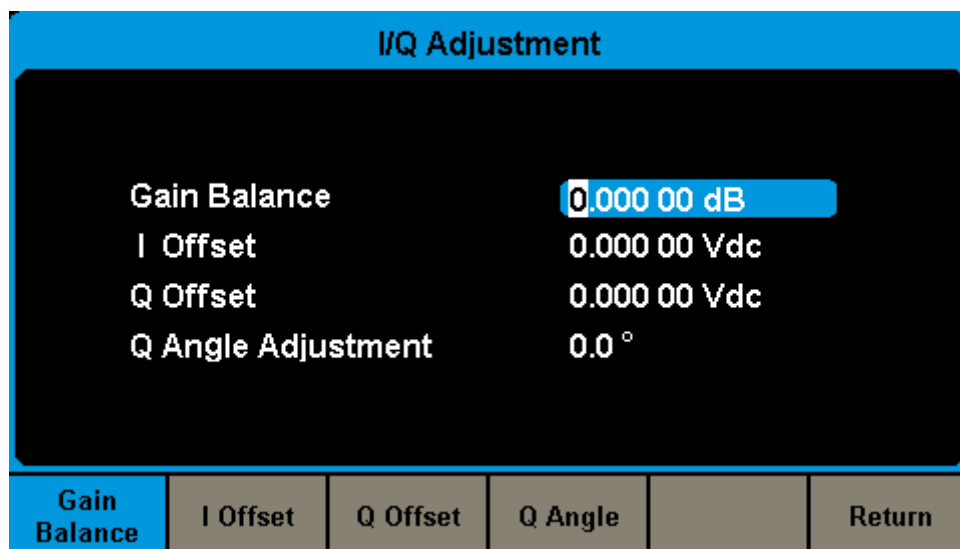 I/Q Adjustment
Gain Balance 0.000 00 dB
I Offset 0.000 00 Vdc
Q Offset 0.000 00 Vdc
Q Angle Adjustment 0.0 °
Gain Balance I Offset Q Offset Q Angle Return